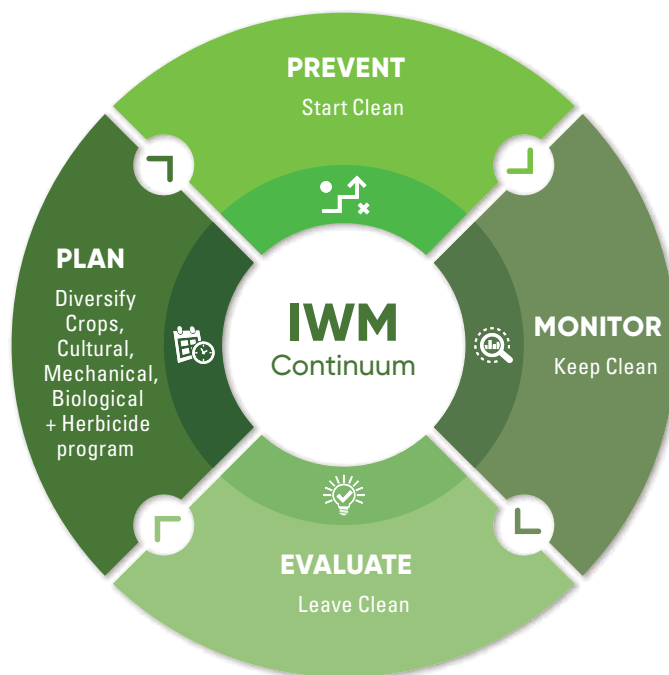 PREVENT
Start Clean
PLAN
Diversify
Crops,
Cultural,
Mechanical,
Biological
+ Herbicide
program
IWM
Continuum
MONITOR
Keep Clean
EVALUATE
Leave Clean